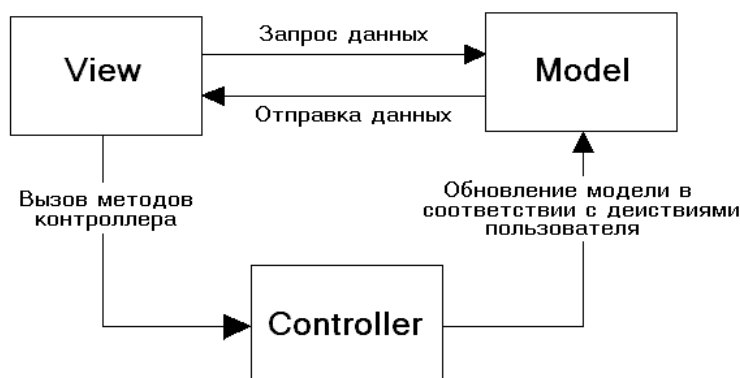 Запрос данных
View
Model
Отправка данных
Вызов методов
контроллера
Обновление модели в
соответствии с деиствиями
пользователя
Controller